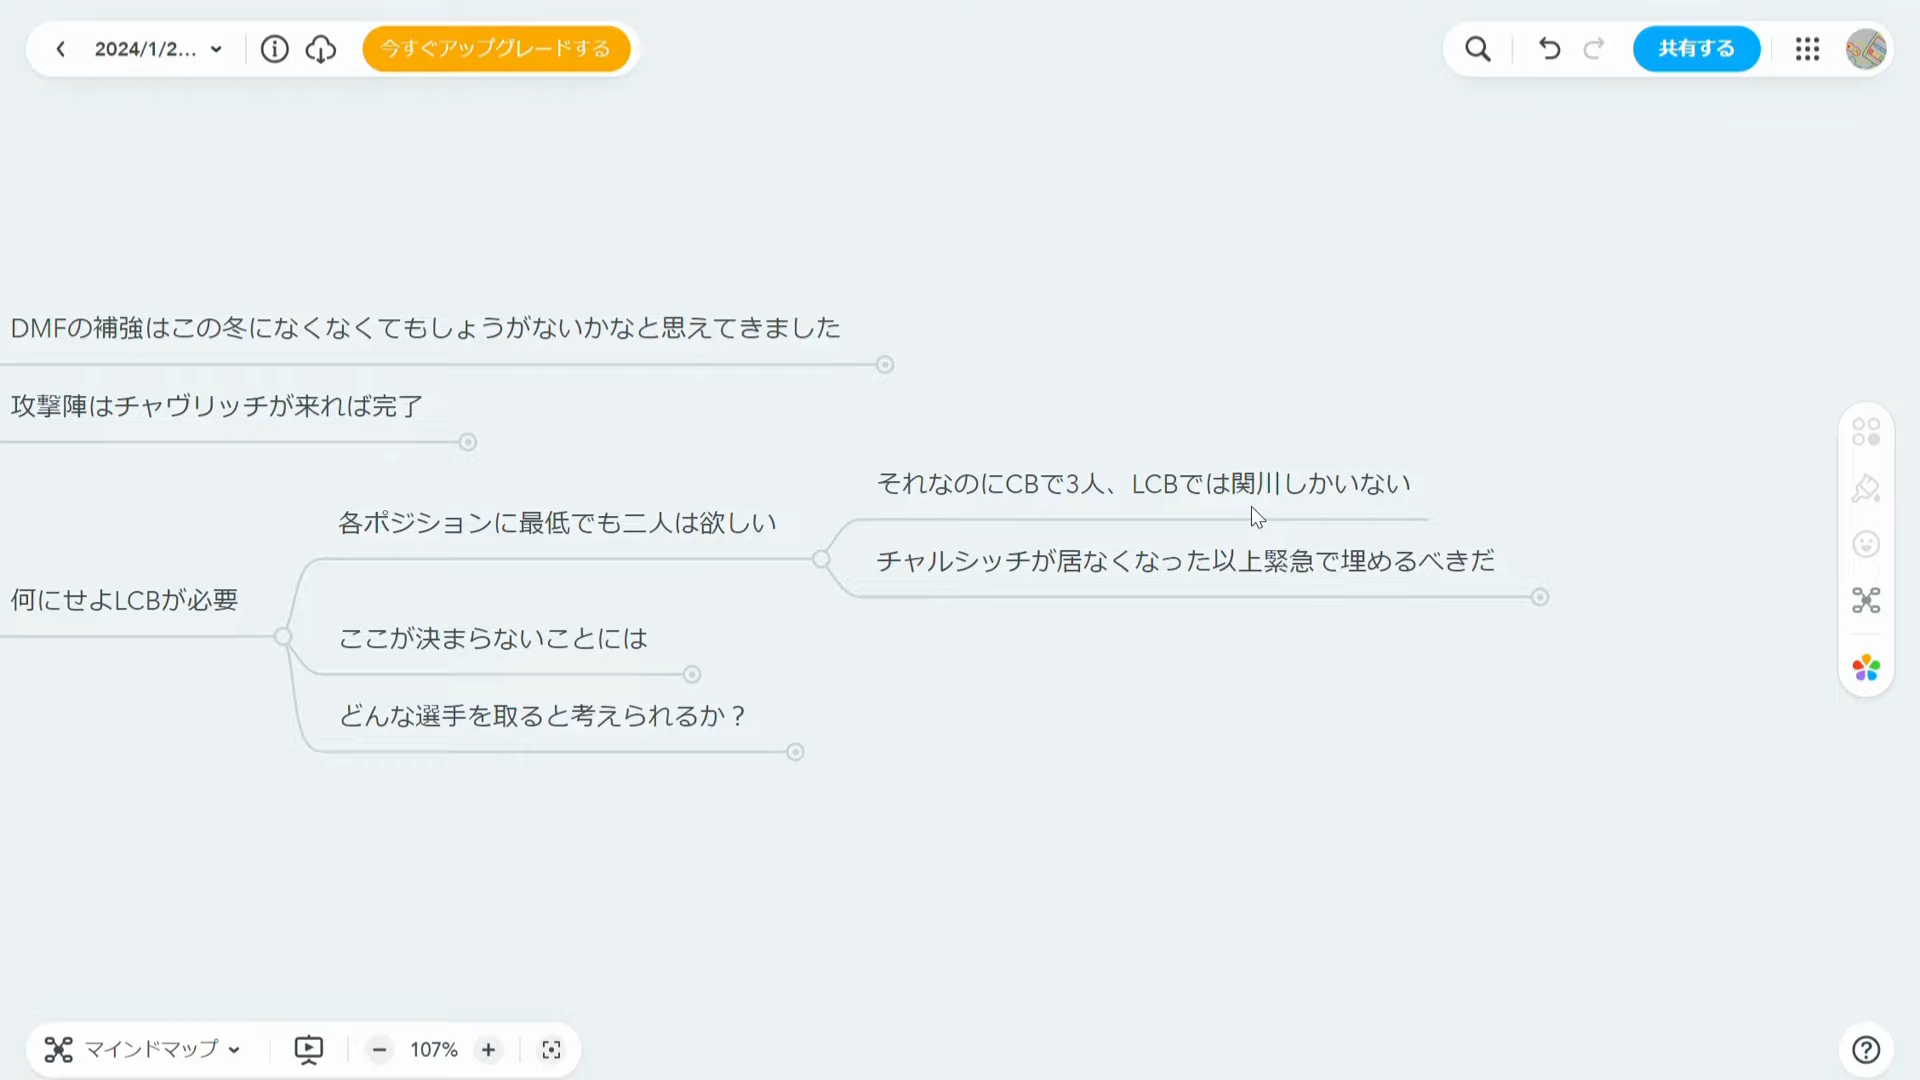 2024/1/2...
今すぐアップグレードする
共有する
DMFの補強はこの冬になくなくてもしょうがないかなと思えてきました
攻撃陣はチャヴリッチが来れば完了
それなのにCBで3人、LCBでは関川しかいない
各ポジションに最低でも二人は欲しい
チャルシッチが居なくなった以上緊急で埋めるべきだ
何にせよLCBが必要
ここが決まらないことには
どんな選手を取ると考えられるか？
マインドマップ
107%